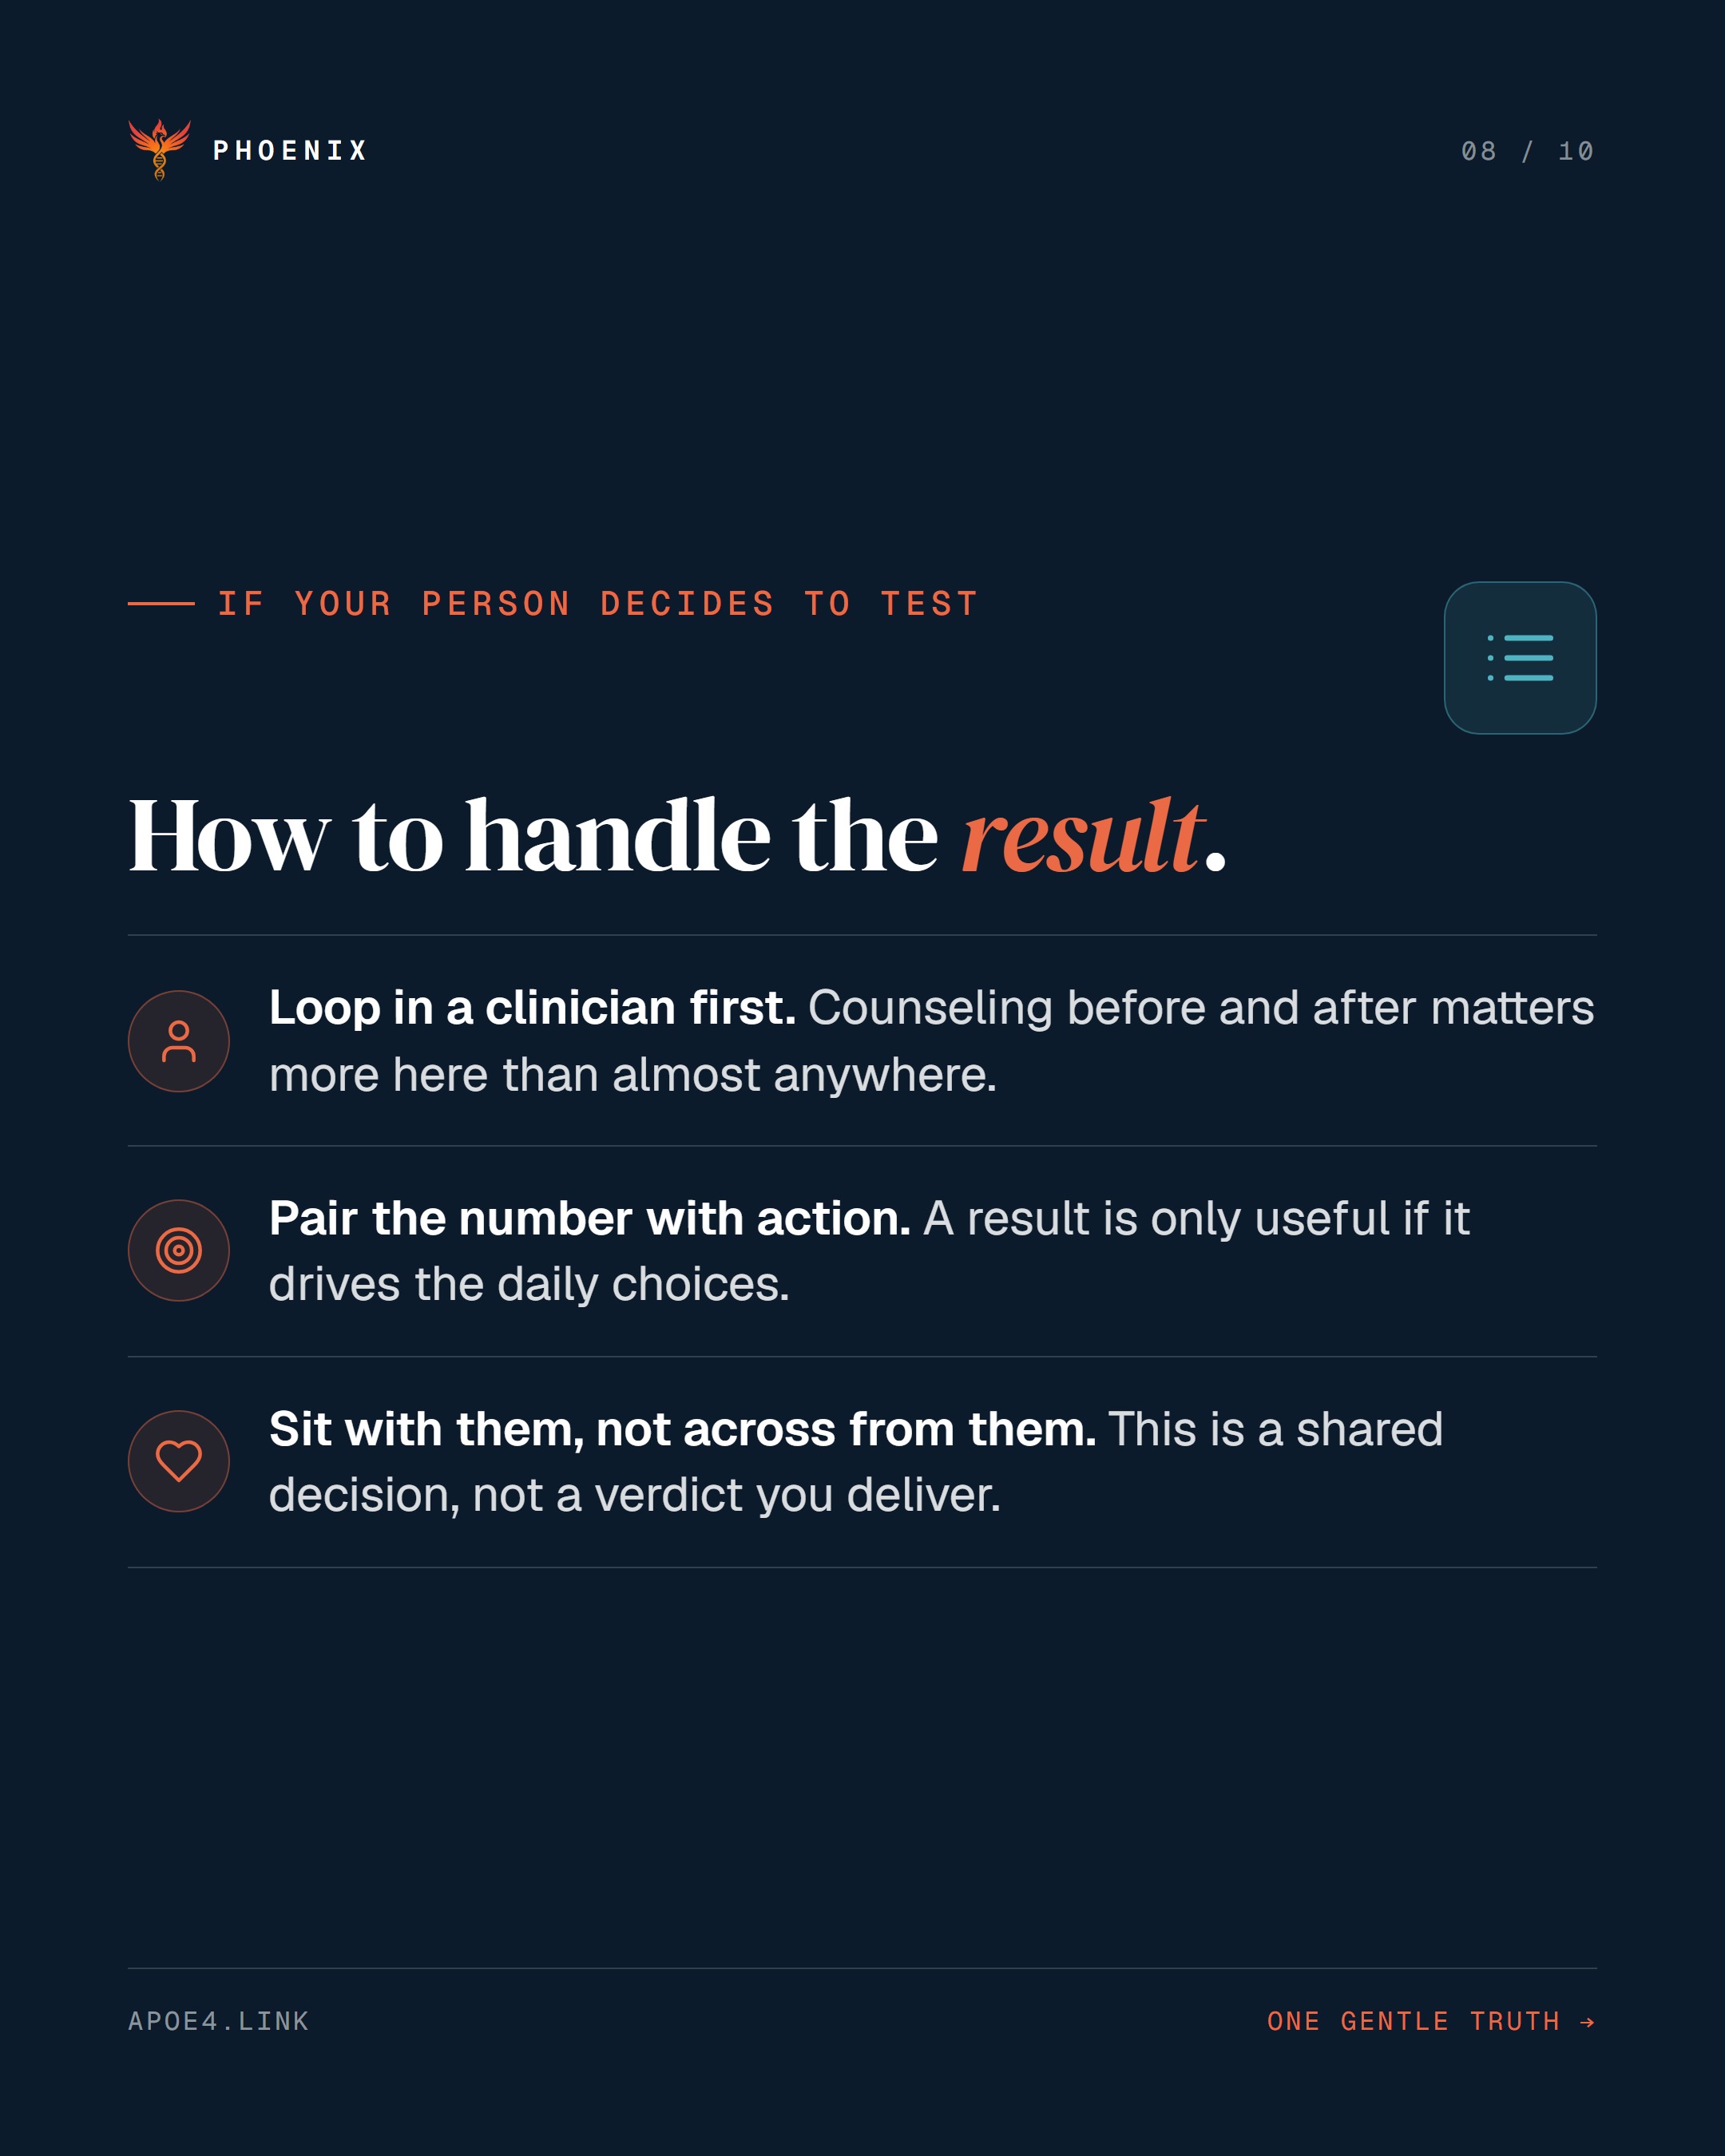 PHOENIX
08 / 10
IF YOUR PERSON DECIDES TO TEST
How to handle the result.
Loop in a clinician first. Counseling before and after matters
more here than almost anywhere.
Pair the number with action. A result is only useful if it
drives the daily choices.
Sit with them, not across from them. This is a shared
decision, not a verdict you deliver.
APOE4.LINK
ONE GENTLE TRUTH →